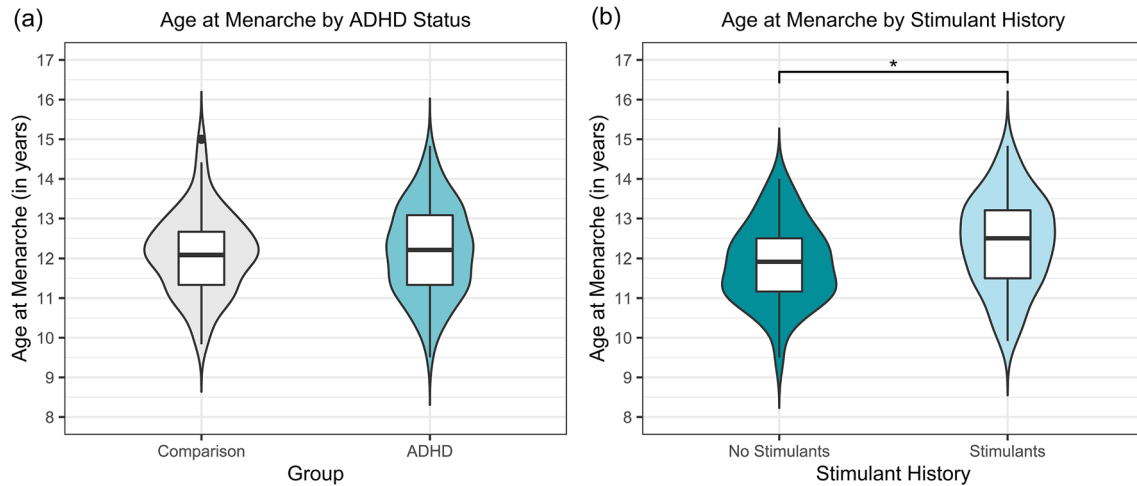 (a)
Age at Menarche by ADHD Status
Age at Menarche (in years)
17
16
15
14
13
12
11
10
9
8
Comparison
ADHD
Group
(b)
Age at Menarche by Stimulant History
Age at Menarche (in years)
17
16
15
14
13
12
11
10
9
8
*
No Stimulants
Stimulants
Stimulant History